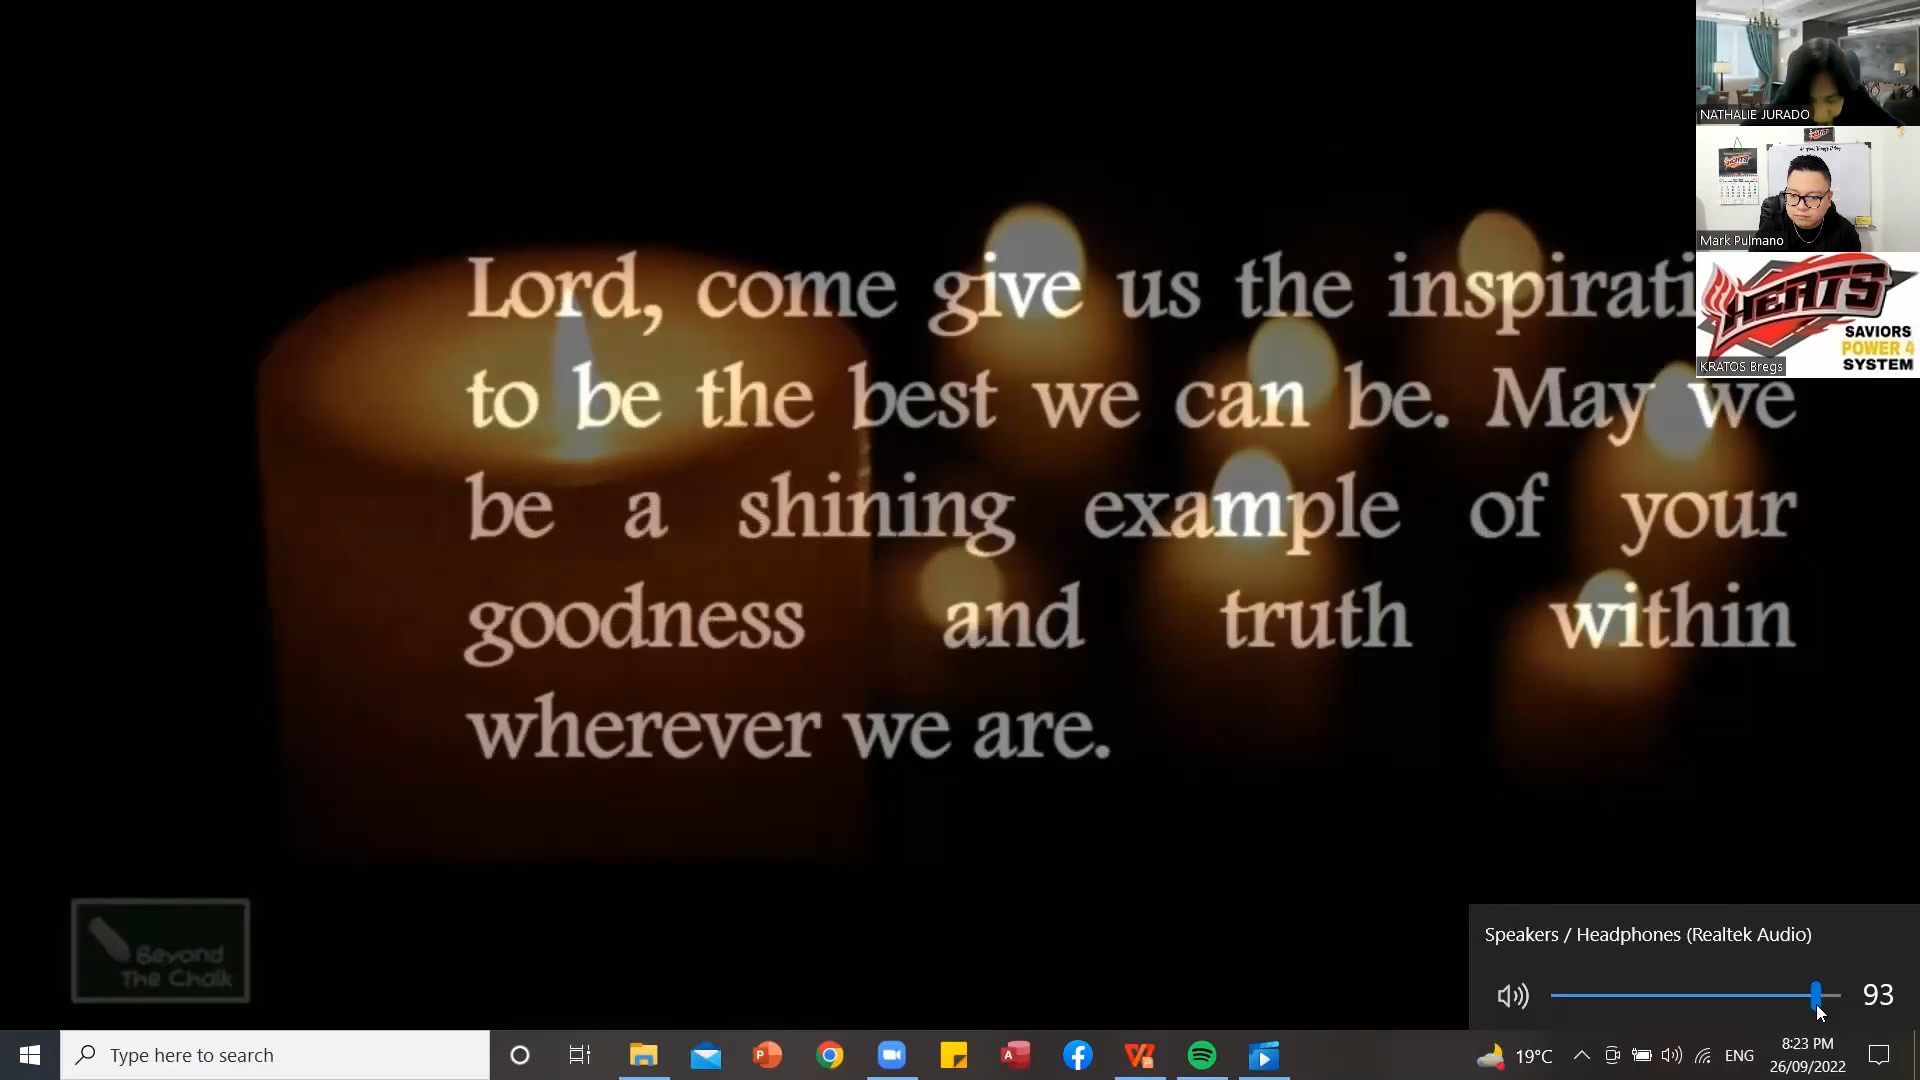 NATHALIE JURADO
Mark Pulmano
HEATS
SAVIORS
POWER 4
SYSTEM
KRATOS Bregs
Lord, come give us the inspirati
to be the best we can be. May we
be a shining example of your
goodness and truth within
wherever we are.
Beyond
The Chalk
Speakers / Headphones (Realtek Audio)
93
Type here to search
19°C
ENG
8:23 PM
26/09/2022